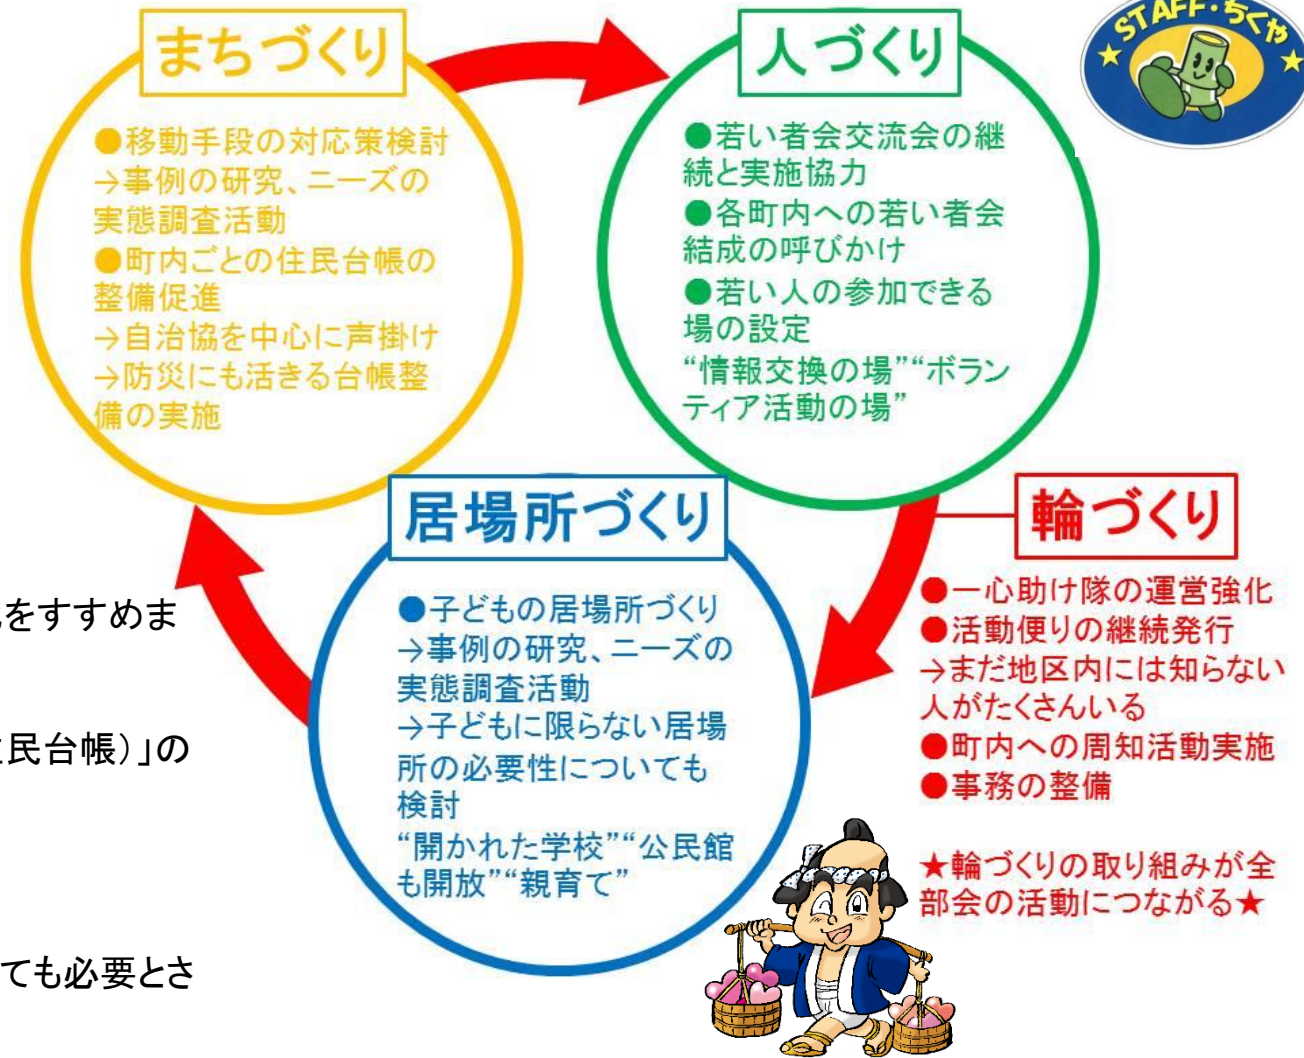 まちづくり
●移動手段の対応策検討
→事例の研究、ニーズの
実態調査活動
●町内ごとの住民台帳の
整備促進
→自治協を中心に声掛け
→防災にも活きる台帳整
備の実施
人づくり
●若い者会交流会の継
続と実施協力
●各町内への若い者会
結成の呼びかけ
●若い人の参加できる
場の設定
“情報交換の場”“ボラン
ティア活動の場”
★STAFF・ちくや★
居場所づくり
●子どもの居場所づくり
→事例の研究、ニーズの
実態調査活動
→子どもに限らない居場
所の必要性についても
検討
“開かれた学校”“公民館
も開放”“親育て”
輪づくり
●一心助け隊の運営強化
●活動便りの継続発行
→まだ地区内には知らない
人がたくさんいる
●町内への周知活動実施
●事務の整備
★輪づくりの取り組みが全
部会の活動につながる★
をすすめま
民台帳)」の
ても必要とさ